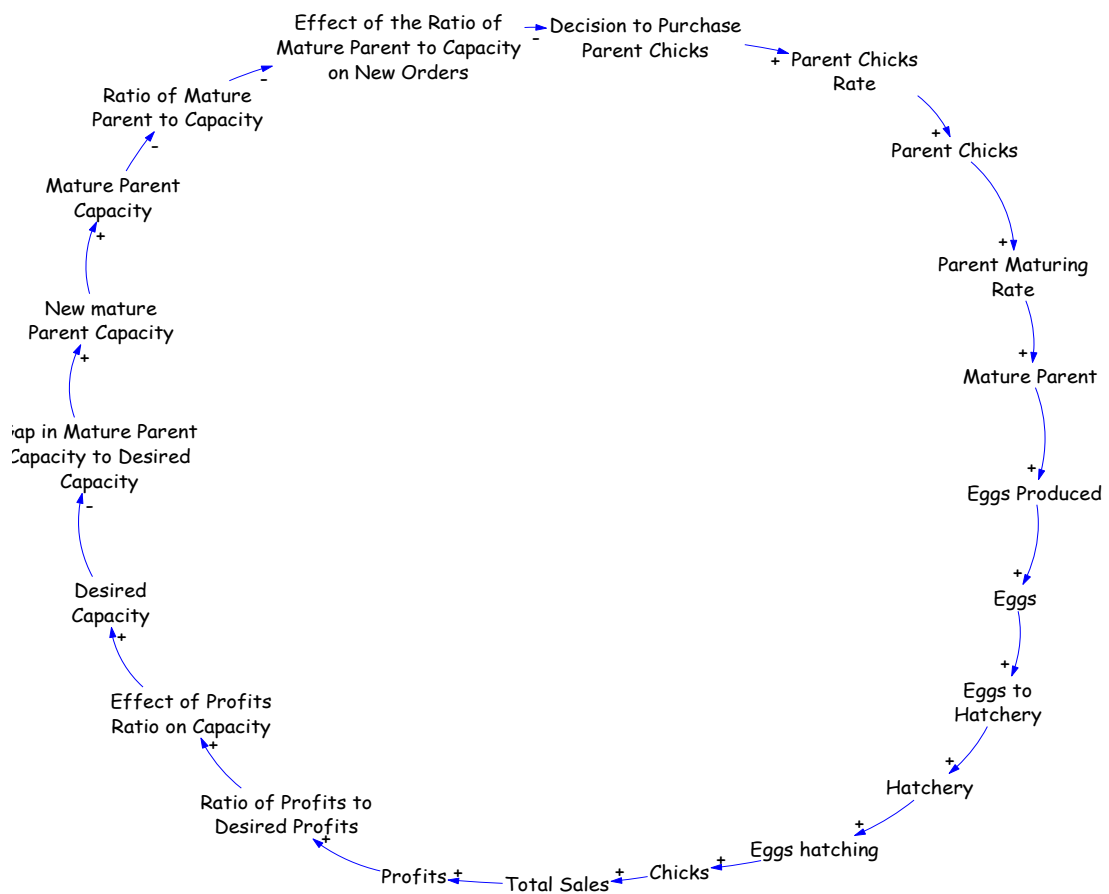 Effect of the Ratio of
Mature Parent to Capacity
on New Orders
-
Decision to Purchase
Parent Chicks
+
Parent Chicks
Rate
+
Parent Chicks
+
Parent Maturing
Rate
+
Mature Parent
+
Eggs Produced
+
Eggs
+
Eggs to
Hatchery
+
Hatchery
+
Eggs hatching
+
Chicks
+
Total Sales
+
Profits
+
Ratio of Profits to
Desired Profits
+
Effect of Profits
Ratio on Capacity
+
Desired
Capacity
-
in Mature Parent
to Desired
Capacity
+
New mature
Parent Capacity
+
Mature Parent
Capacity
-
Ratio of Mature
Parent to Capacity
-